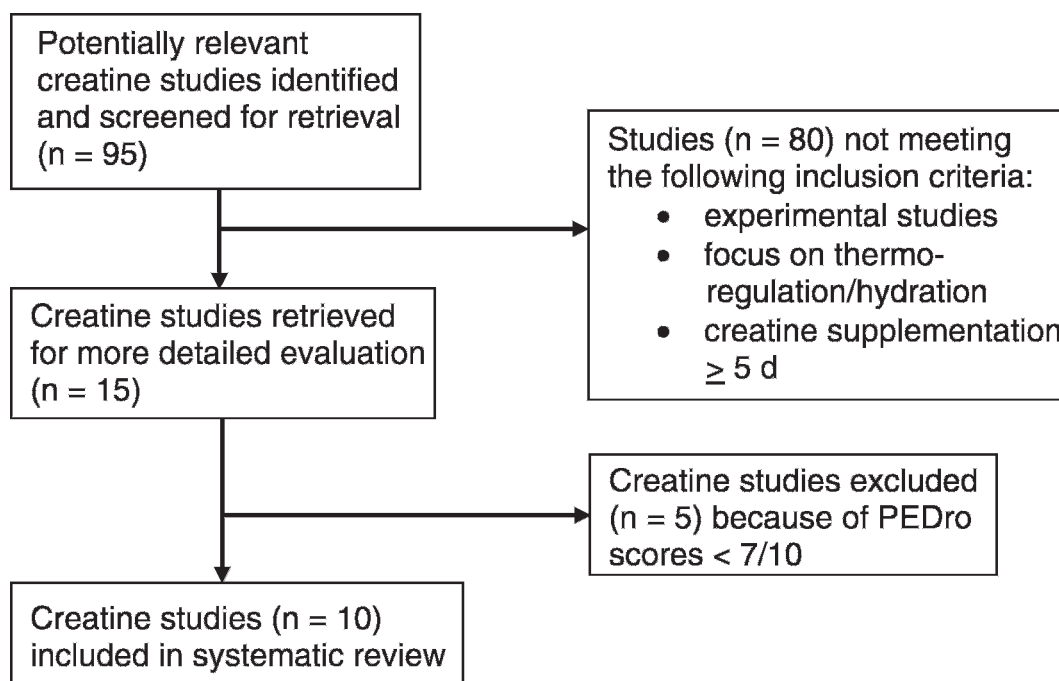 Potentially relevant
creatine studies identified
and screened for retrieval
(n = 95)
Studies (n = 80) not meeting
the following inclusion criteria:
• experimental studies
• focus on thermo-
regulation/hydration
• creatine supplementation
≥ 5 d
Creatine studies retrieved
for more detailed evaluation
(n = 15)
Creatine studies excluded
(n = 5) because of PEDro
scores < 7/10
Creatine studies (n = 10)
included in systematic review